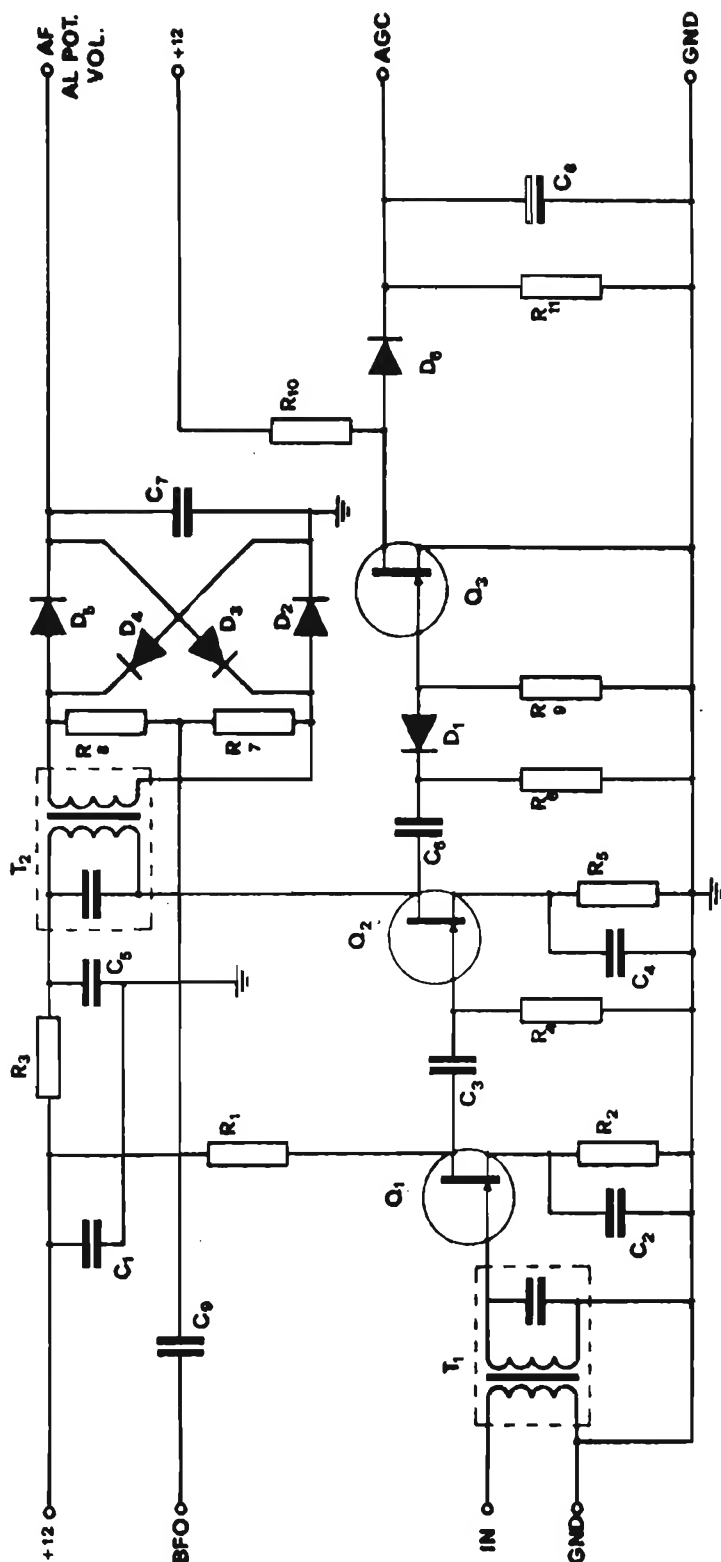 +12
C1
R3
C5
T2
R8
R7
D5
D4
D3
D2
C7
AF
AL POT.
VOL.
BFO
C9
+12
R1
R10
IN
GND
T1
Q1
C2
R2
C3
R4
Q2
C4
R5
C6
R6
D1
R9
Q3
D6
R11
C8
AGC
GND